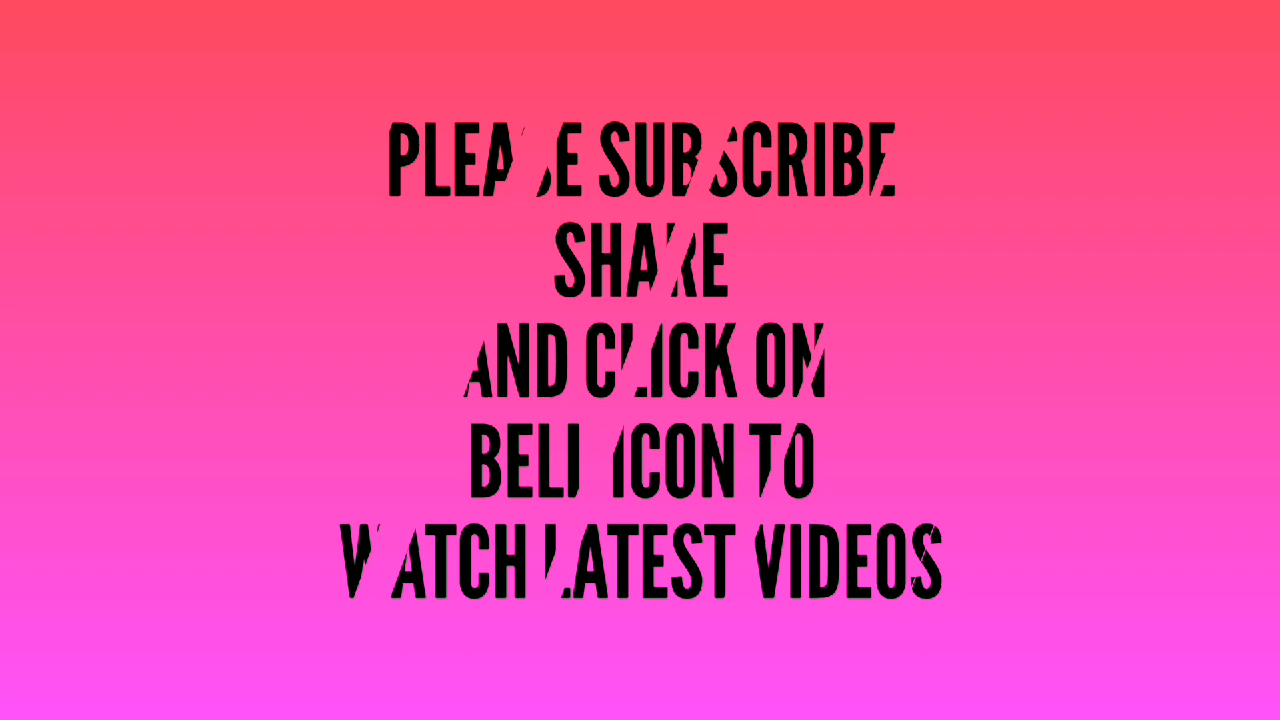 PLEASE SUBSCRIBE
SHARE
AND CLICK ON
BELL ICON TO
WATCH LATEST VIDEOS